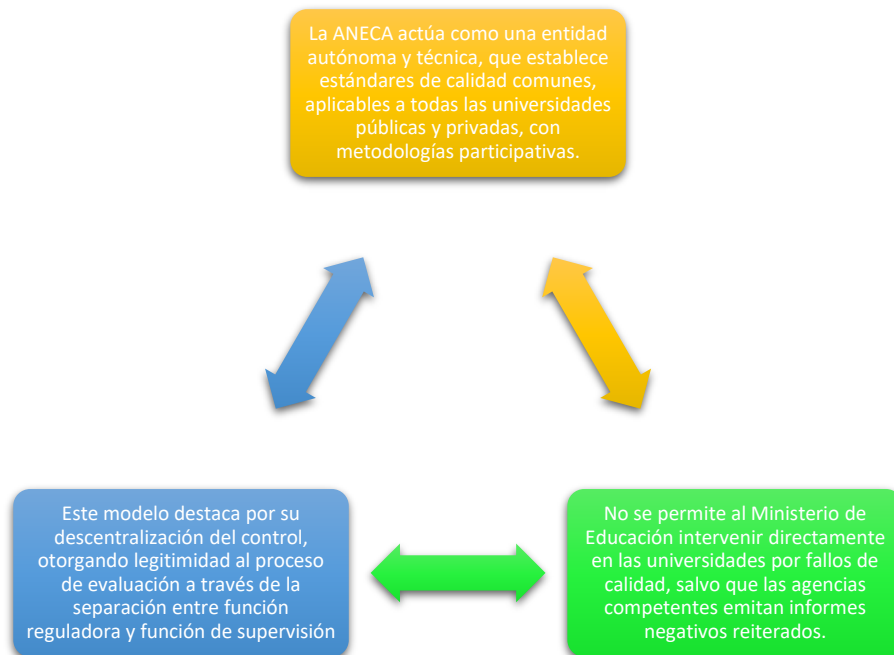 La ANECA actúa como una entidad
autónoma y técnica, que establece
estándares de calidad comunes,
aplicables a todas las universidades
públicas y privadas, con
metodologías participativas.
Este modelo destaca por su
descentralización del control,
otorgando legitimidad al proceso
de evaluación a través de la
separación entre función
reguladora y función de supervisión
No se permite al Ministerio de
Educación intervenir directamente
en las universidades por fallos de
calidad, salvo que las agencias
competentes emitan informes
negativos reiterados.